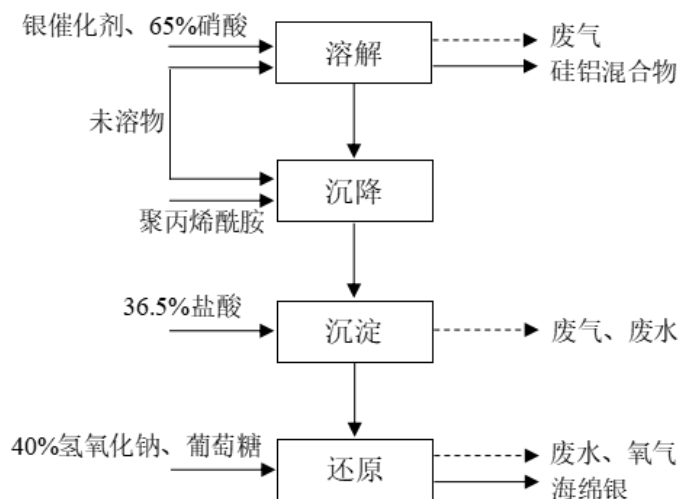 银催化剂、65%硝酸
溶解
废气
硅铝混合物
未溶物
沉降
聚丙烯酰胺
36.5%盐酸
沉淀
废气、废水
40%氢氧化钠、葡萄糖
还原
废水、氧气
海绵银